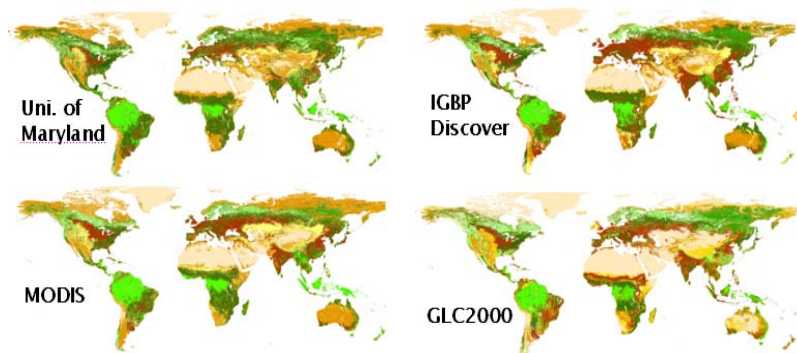 Uni. of
Maryland
IGBP
Discover
MODIS
GLC2000